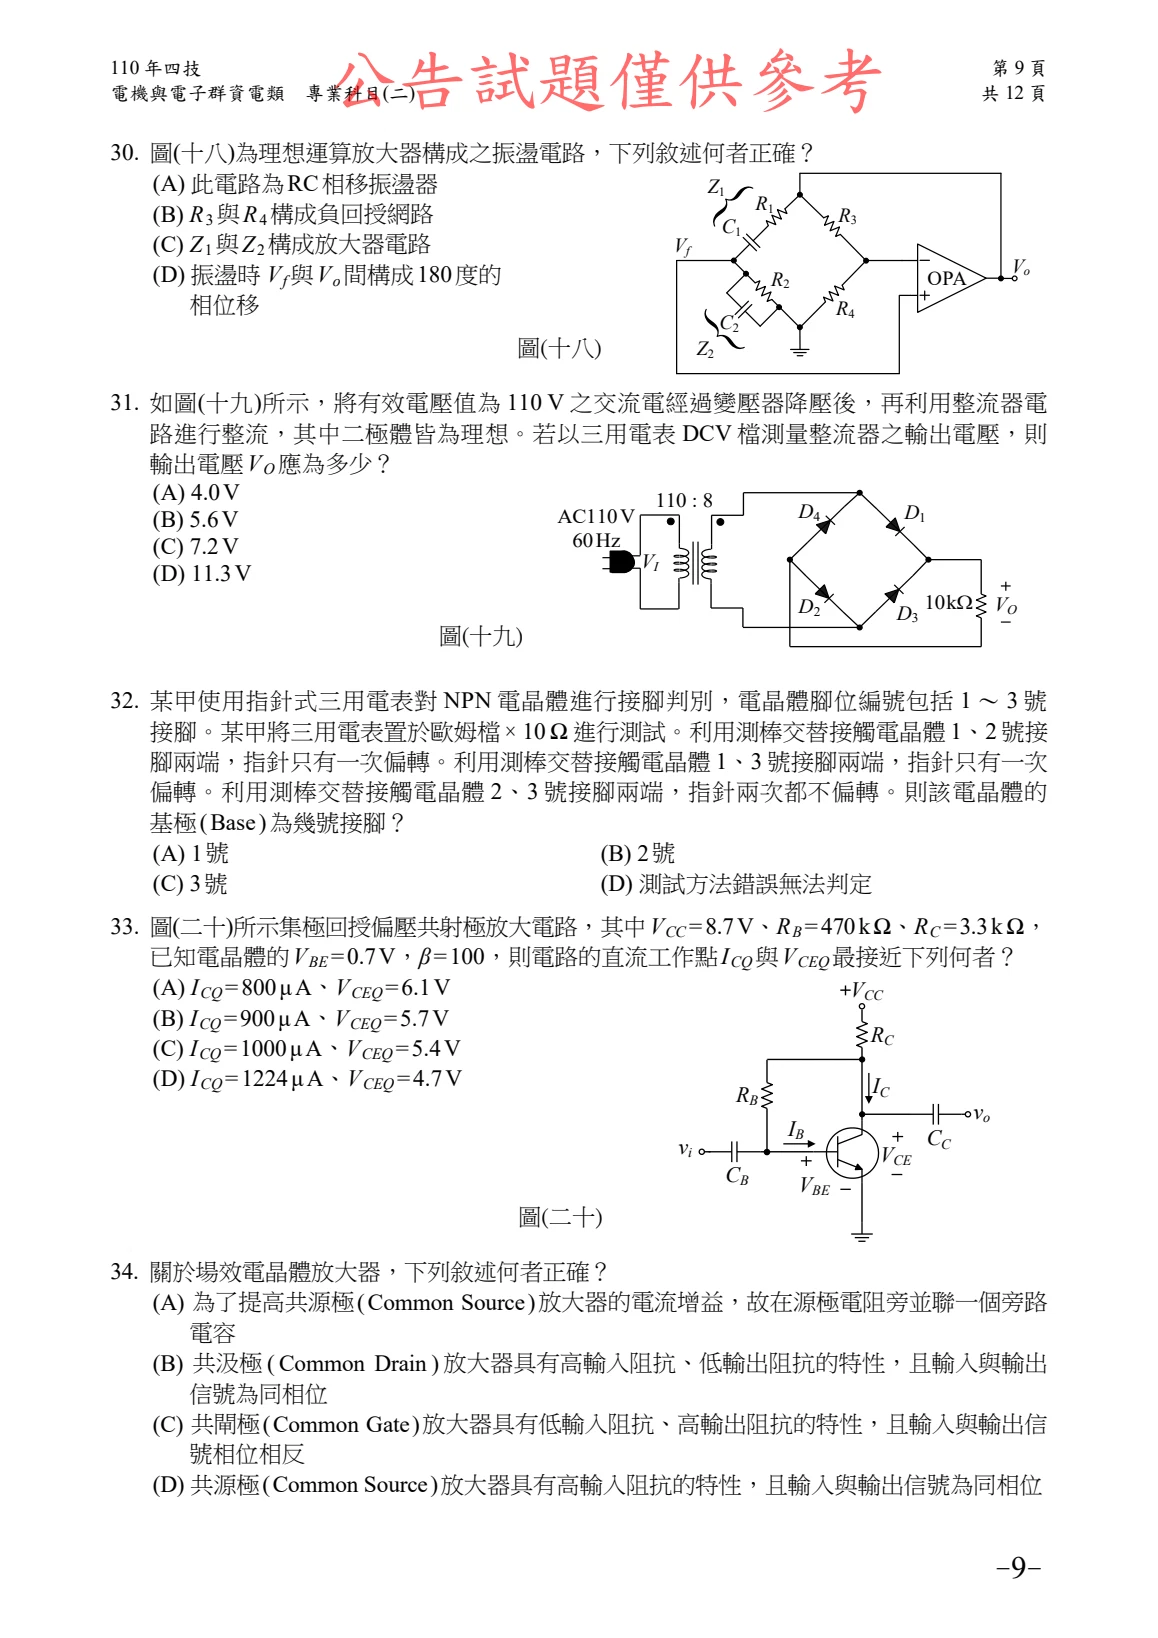 110 年四技
電機與電子群資電類 專業科目(二)
公告試題僅供參考
第 9 頁
共 12 頁
30. 圖(十八)為理想運算放大器構成之振盪電路，下列敘述何者正確？
(A) 此電路為RC相移振盪器
(B) R3與R4構成負回授網路
(C) Z1與Z2構成放大器電路
(D) 振盪時 Vf與 Vo間構成180度的
相位移
圖(十八)
Z1
R1
C1
R3
Vf
R2
C2
R4
Z2
−
OPA
+
Vo
31. 如圖(十九)所示，將有效電壓值為 110 V 之交流電經過變壓器降壓後，再利用整流器電
路進行整流，其中二極體皆為理想。若以三用電表 DCV 檔測量整流器之輸出電壓，則
輸出電壓VO應為多少？
(A) 4.0V
(B) 5.6V
(C) 7.2V
(D) 11.3V
圖(十九)
AC110V
60Hz
110 : 8
VI
D4
D1
D2
D3
10kΩ
+
VO
−
32. 某甲使用指針式三用電表對 NPN 電晶體進行接腳判別，電晶體腳位編號包括 1 ～ 3 號
接腳。某甲將三用電表置於歐姆檔× 10 Ω 進行測試。利用測棒交替接觸電晶體 1、2 號接
腳兩端，指針只有一次偏轉。利用測棒交替接觸電晶體 1、3 號接腳兩端，指針只有一次
偏轉。利用測棒交替接觸電晶體 2、3 號接腳兩端，指針兩次都不偏轉。則該電晶體的
基極(Base)為幾號接腳？
(A) 1號
(B) 2號
(C) 3號
(D) 測試方法錯誤無法判定
33. 圖(二十)所示集極回授偏壓共射極放大電路，其中VCC=8.7V、RB=470kΩ、RC=3.3kΩ，
已知電晶體的VBE=0.7V，β=100，則電路的直流工作點ICQ與VCEQ最接近下列何者？
(A) ICQ=800μA、VCEQ=6.1V
(B) ICQ=900μA、VCEQ=5.7V
(C) ICQ=1000μA、VCEQ=5.4V
(D) ICQ=1224μA、VCEQ=4.7V
圖(二十)
+VCC
RC
RB
IC
vo
CC
IB
vi
CB
+
VBE
−
+
VCE
−
34. 關於場效電晶體放大器，下列敘述何者正確？
(A) 為了提高共源極(Common Source)放大器的電流增益，故在源極電阻旁並聯一個旁路
電容
(B) 共汲極(Common Drain)放大器具有高輸入阻抗、低輸出阻抗的特性，且輸入與輸出
信號為同相位
(C) 共閘極(Common Gate)放大器具有低輸入阻抗、高輸出阻抗的特性，且輸入與輸出信
號相位相反
(D) 共源極(Common Source)放大器具有高輸入阻抗的特性，且輸入與輸出信號為同相位
−9−